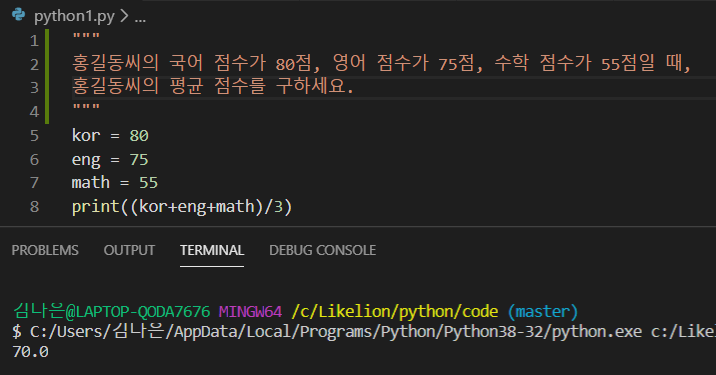 python1.py > ...
1 """
2 홍길동씨의 국어 점수가 80점, 영어 점수가 75점, 수학 점수가 55점일 때,
3 홍길동씨의 평균 점수를 구하세요.
4 """
5 kor = 80
6 eng = 75
7 math = 55
8 print((kor+eng+math)/3)
PROBLEMS OUTPUT TERMINAL DEBUG CONSOLE
김나은@LAPTOP-QODA7676 MINGW64 /c/Likelion/python/code (master)
$ C:/Users/김나은/AppData/Local/Programs/Python/Python38-32/python.exe c:/Likel
70.0